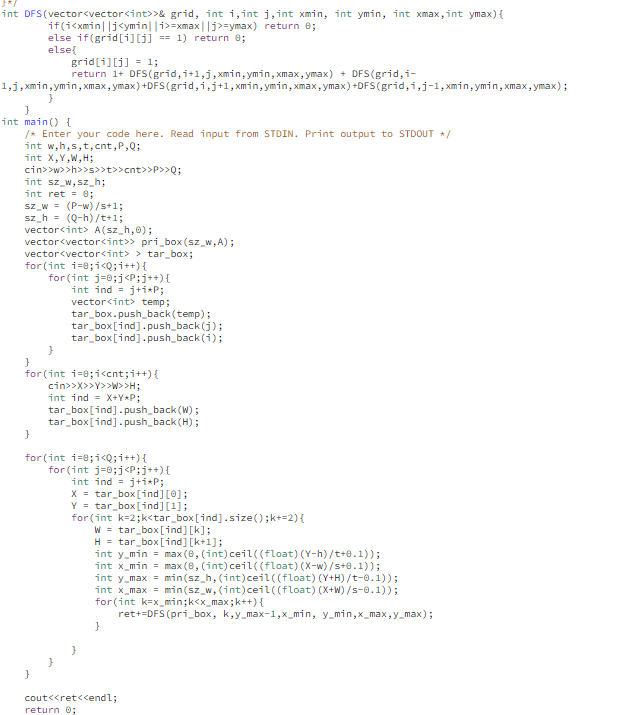 }*/
int DFS(vector<vector<int>>& grid, int i,int j,int xmin, int ymin, int xmax,int ymax){
        if(i<xmin||j<ymin||i>=xmax||j>=ymax) return 0;
        else if(grid[i][j] == 1) return 0;
        else{
            grid[i][j] = 1;
            return 1+ DFS(grid,i+1,j,xmin,ymin,xmax,ymax) + DFS(grid,i-
1,j,xmin,ymin,xmax,ymax)+DFS(grid,i,j+1,xmin,ymin,xmax,ymax)+DFS(grid,i,j-1,xmin,ymin,xmax,ymax);
        }
    }
int main() {
    /* Enter your code here. Read input from STDIN. Print output to STDOUT */
    int w,h,s,t,cnt,P,Q;
    int X,Y,W,H;
    cin>>w>>h>>s>>t>>cnt>>P>>Q;
    int sz_w,sz_h;
    int ret = 0;
    sz_w = (P-w)/s+1;
    sz_h = (Q-h)/t+1;
    vector<int> A(sz_h,0);
    vector<vector<int>> pri_box(sz_w,A);
    vector<vector<int> > tar_box;
    for(int i=0;i<Q;i++){
        for(int j=0;j<P;j++){
            int ind = j+i*P;
            vector<int> temp;
            tar_box.push_back(temp);
            tar_box[ind].push_back(j);
            tar_box[ind].push_back(i);
        }
    }
    for(int i=0;i<cnt;i++){
        cin>>X>>Y>>W>>H;
        int ind = X+Y*P;
        tar_box[ind].push_back(W);
        tar_box[ind].push_back(H);
    }

    for(int i=0;i<Q;i++){
        for(int j=0;j<P;j++){
            int ind = j+i*P;
            X = tar_box[ind][0];
            Y = tar_box[ind][1];
            for(int k=2;k<tar_box[ind].size();k+=2){
                W = tar_box[ind][k];
                H = tar_box[ind][k+1];
                int y_min = max(0,(int)ceil((float)(Y-h)/t+0.1));
                int x_min = max(0,(int)ceil((float)(X-w)/s+0.1));
                int y_max = min(sz_h,(int)ceil((float)(Y+H)/t-0.1));
                int x_max = min(sz_w,(int)ceil((float)(X+W)/s-0.1));
                for(int k=x_min;k<x_max;k++){
                    ret+=DFS(pri_box, k,y_max-1,x_min, y_min,x_max,y_max);
                }

            }
        }
    }

    cout<<ret<<endl;
    return 0;